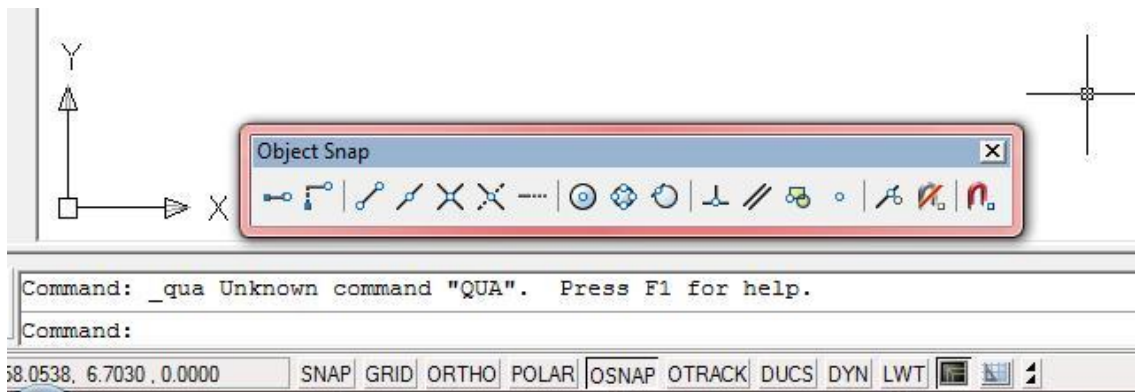 Y
X
Object Snap
Command: _qua Unknown command "QUA".  Press F1 for help.
Command:
58.0538, 6.7030 , 0.0000 SNAP GRID ORTHO POLAR OSNAP OTRACK DUCS DYN LWT